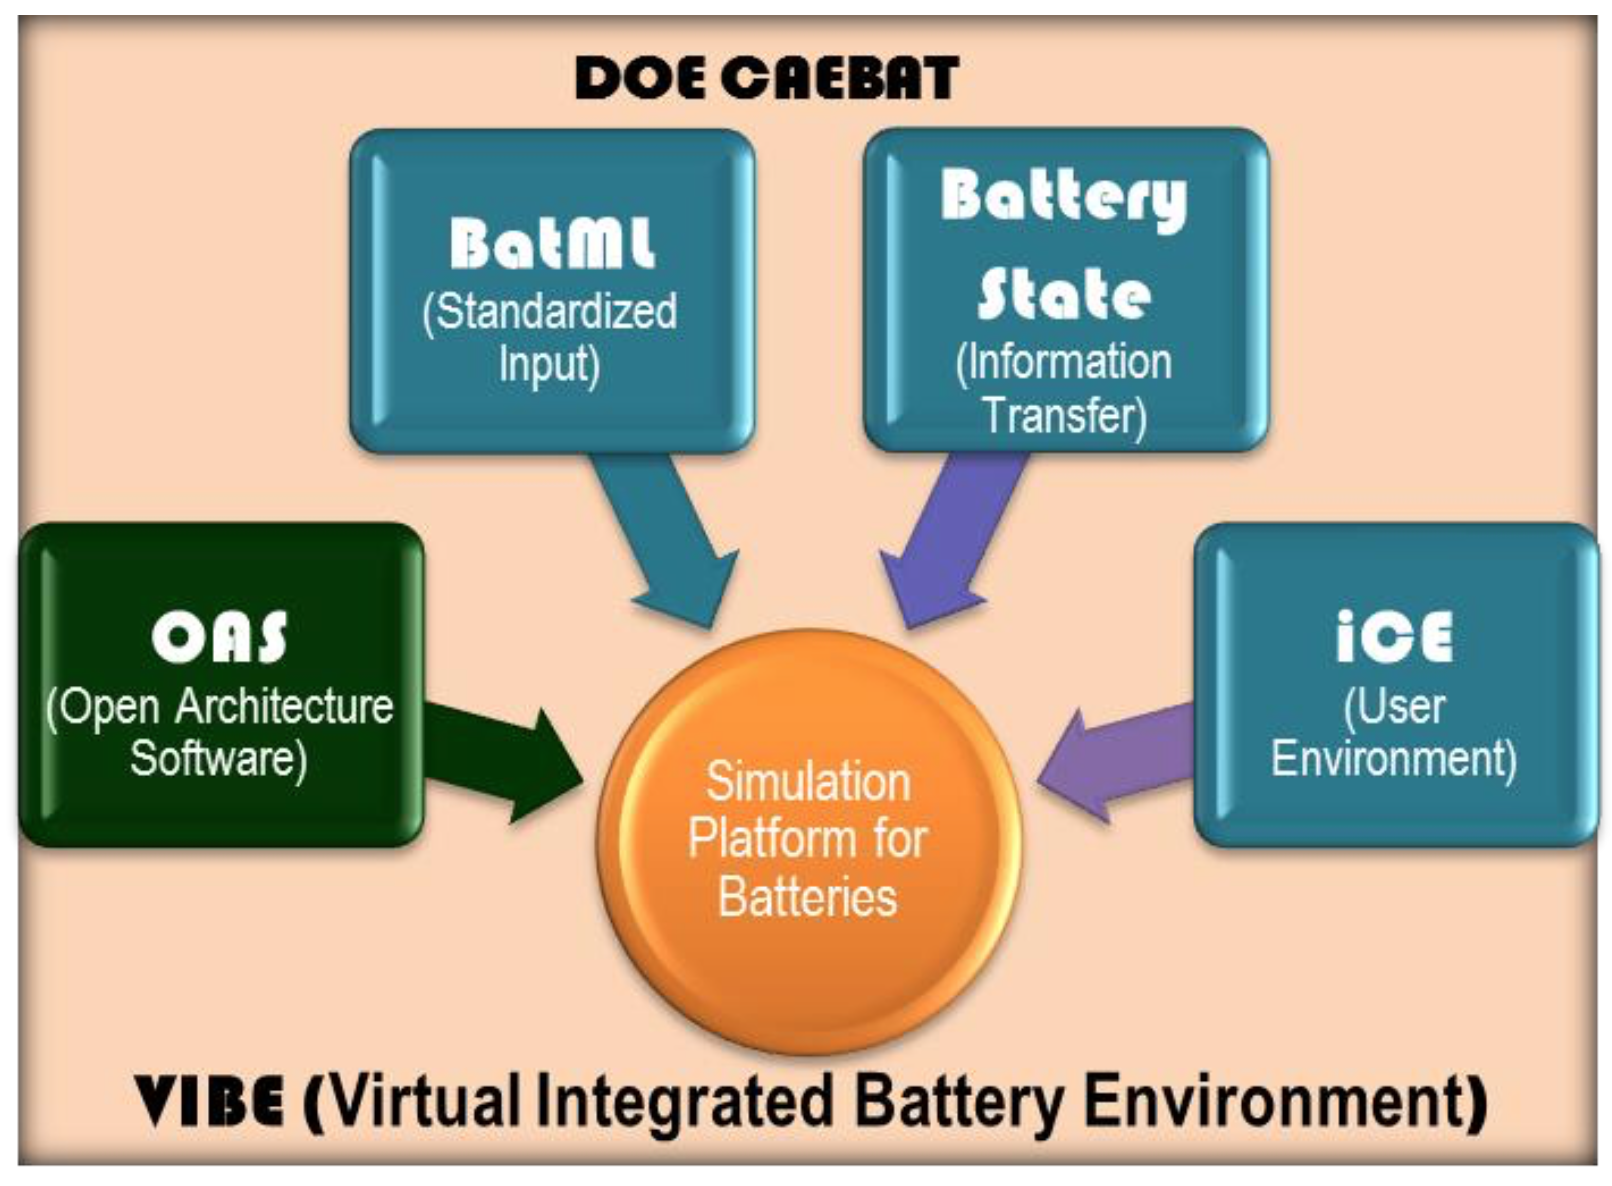 DOE CAEBAT
BatML
(Standardized
Input)
Battery
State
(Information
Transfer)
OAS
(Open Architecture
Software)
iCE
(User
Environment)
Simulation
Platform for
Batteries
VIBE (Virtual Integrated Battery Environment)